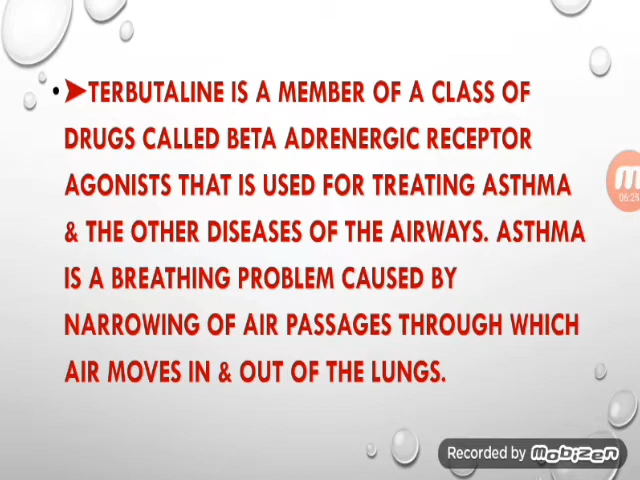 • ➤TERBUTALINE IS A MEMBER OF A CLASS OF
DRUGS CALLED BETA ADRENERGIC RECEPTOR
AGONISTS THAT IS USED FOR TREATING ASTHMA
& THE OTHER DISEASES OF THE AIRWAYS. ASTHMA
IS A BREATHING PROBLEM CAUSED BY
NARROWING OF AIR PASSAGES THROUGH WHICH
AIR MOVES IN & OUT OF THE LUNGS.
Recorded by mobizen